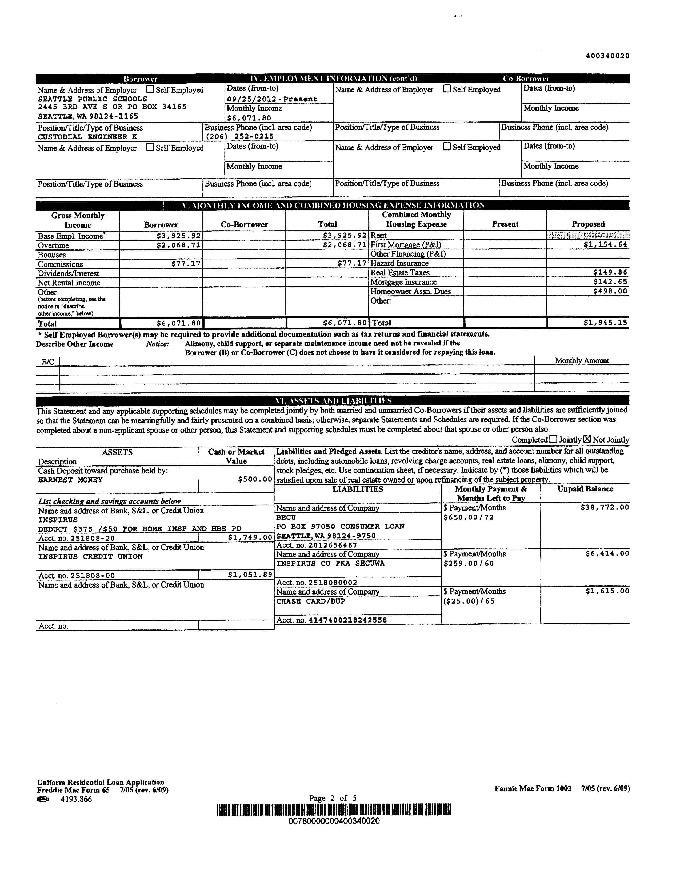 400340020
Borrower IV. EMPLOYMENT INFORMATION (cont'd) Co-Borrower
Name & Address of Employer Self Employed Dates (from-to) Name & Address of Employer Self Employed Dates (from-to)
SEATTLE PUBLIC SCHOOLS
2445 3RD AVE S OR PO BOX 34165
SEATTLE, WA 98124-1165
09/25/2012-Present
Monthly Income Monthly Income
$6,071.80
Position/Title/Type of Business Business Phone (incl. area code) Position/Title/Type of Business Business Phone (incl. area code)
CUSTODIAL ENGINEER K (206) 252-0215
Name & Address of Employer Self Employed Dates (from-to) Name & Address of Employer Self Employed Dates (from-to)
Monthly Income Monthly Income
Position/Title/Type of Business Business Phone (incl. area code) Position/Title/Type of Business Business Phone (incl. area code)
V. MONTHLY INCOME AND COMBINED HOUSING EXPENSE INFORMATION
Gross Monthly Income Borrower Co-Borrower Total Combined Monthly Housing Expense Present Proposed
Base Empl. Income* $3,925.92 $3,925.92 Rent
Overtime $2,068.71 $2,068.71 First Mortgage (P&I) $1,154.64
Bonuses Other Financing (P&I)
Commissions $77.17 $77.17 Hazard Insurance
Dividends/Interest Real Estate Taxes $149.86
Net Rental Income Mortgage Insurance $142.65
Other Homeowner Assn. Dues $498.00
(before completing, see the notice in "describe other income," below) Other:
Total $6,071.80 $6,071.80 Total $1,945.15
* Self Employed Borrower(s) may be required to provide additional documentation such as tax returns and financial statements.
Describe Other Income Notice: Alimony, child support, or separate maintenance income need not be revealed if the
Borrower (B) or Co-Borrower (C) does not choose to have it considered for repaying this loan.
B/C Monthly Amount
VI. ASSETS AND LIABILITIES
This Statement and any applicable supporting schedules may be completed jointly by both married and unmarried Co-Borrowers if their assets and liabilities are sufficiently joined
so that the Statement can be meaningfully and fairly presented on a combined basis; otherwise, separate Statements and Schedules are required. If the Co-Borrower section was
completed about a non-applicant spouse or other person, this Statement and supporting schedules must be completed about that spouse or other person also.
Completed Jointly X Not Jointly
ASSETS Cash or Market Value
Description
Cash Deposit toward purchase held by:
EARNEST MONEY $500.00
Liabilities and Pledged Assets. List the creditor's name, address, and account number for all outstanding
debts, including automobile loans, revolving charge accounts, real estate loans, alimony, child support,
stock pledges, etc. Use continuation sheet, if necessary. Indicate by (*) those liabilities which will be
satisfied upon sale of real estate owned or upon refinancing of the subject property.
LIABILITIES Monthly Payment & Months Left to Pay Unpaid Balance
List checking and savings accounts below
Name and address of Bank, S&L, or Credit Union
INSPIRUS
DEDUCT $375 /$50 FOR HOME INSP AND HBE PD
Acct. no. 251808-20 $1,749.00
Name and address of Bank, S&L, or Credit Union
INSPIRUS CREDIT UNION
Acct. no. 251808-00 $1,051.89
Name and address of Bank, S&L, or Credit Union
Acct. no.
Name and address of Company $ Payment/Months $38,772.00
BECU $650.00/72
PO BOX 97050 CONSUMER LOAN
SEATTLE, WA 98124-9750
Acct. no. 2012656467
Name and address of Company $ Payment/Months $6,414.00
INSPIRUS CU FKA SECUWA $259.00/60
Acct. no. 2518080002
Name and address of Company $ Payment/Months $1,615.00
CHASE CARD/DUP ($25.00)/65
Acct. no. 4147400218242558
Uniform Residential Loan Application
Freddie Mac Form 65 7/05 (rev. 6/09) Fannie Mae Form 1003 7/05 (rev. 6/09)
4193.866 Page 2 of 5
0078000000400340020